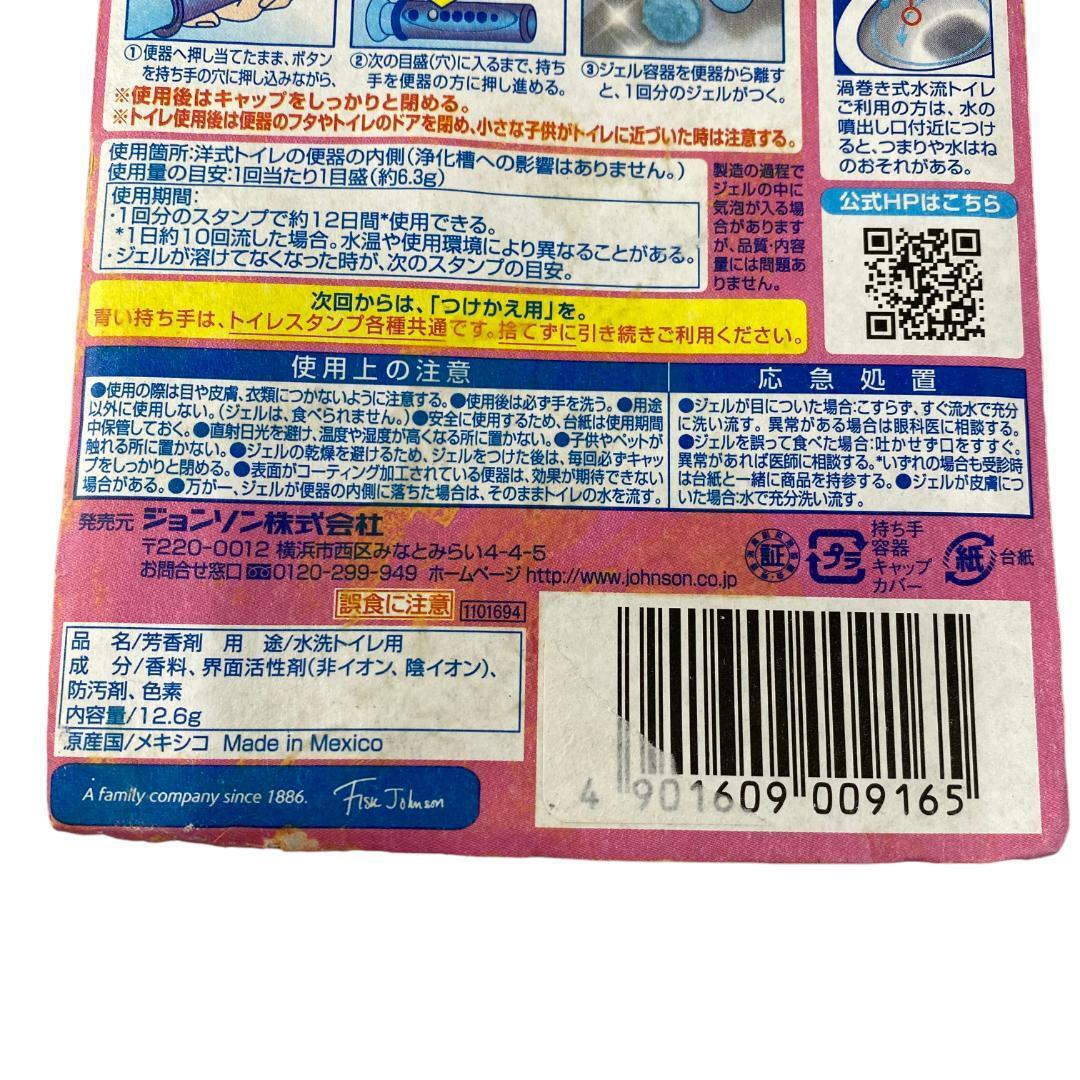 ①便器へ押し当てたまま、ボタン
を持ち手の穴に押し込みながら、
②次の目盛(穴)に入るまで、持ち
手を便器の方に押し進める。
③ジェル容器を便器から離す
と、1回分のジェルがつく。
※使用後はキャップをしっかりと閉める。
※トイレ使用後は便器のフタやトイレのドアを閉め、小さな子供がトイレに近づいた時は注意する。
渦巻き式水流トイレ
ご利用の方は、水の
噴出し口付近につけ
ると、つまりや水はね
のおそれがある。
使用箇所:洋式トイレの便器の内側(浄化槽への影響はありません。)
使用量の目安:1回当たり1目盛(約6.3g)
使用期間:
・1回分のスタンプで約12日間*使用できる。
*1日約10回流した場合。水温や使用環境により異なることがある。
・ジェルが溶けてなくなった時が、次のスタンプの目安。
製造の過程で
ジェルの中に
気泡が入る場
合があります
が、品質・内容
量には問題あ
りません。
公式HPはこちら
次回からは、「つけかえ用」を。
青い持ち手は、トイレスタンプ各種共通です。捨てずに引き続きご利用ください。
使用上の注意
●使用の際は目や皮膚、衣類につかないように注意する。●使用後は必ず手を洗う。●用途
以外に使用しない。(ジェルは、食べられません。)●安全に使用するため、台紙は使用期間
中保管しておく。●直射日光を避け、温度や湿度が高くなる所に置かない。●子供やペットが
触れる所に置かない。●ジェルの乾燥を避けるため、ジェルをつけた後は、毎回必ずキャッ
プをしっかりと閉める。●表面がコーティング加工されている便器は、効果が期待できない
場合がある。●万が一、ジェルが便器の内側に落ちた場合は、そのままトイレの水を流す。
応急処置
●ジェルが目についた場合:こすらず、すぐ流水で充分
に洗い流す。異常がある場合は眼科医に相談する。
●ジェルを誤って食べた場合:吐かせず口をすすぐ。
異常があれば医師に相談する。*いずれの場合も受診時
は台紙と一緒に商品を持参する。●ジェルが皮膚につ
いた場合:水で充分洗い流す。
発売元 ジョンソン株式会社
〒220-0012 横浜市西区みなとみらい4-4-5
お問合せ窓口 0120-299-949 ホームページ http://www.johnson.co.jp
証
プラ
持ち手
容器
キャップ
カバー
紙
台紙
誤食に注意 1101694
品 名/芳香剤 用 途/水洗トイレ用
成 分/香料、界面活性剤(非イオン、陰イオン)、
防汚剤、色素
内容量/12.6g
原産国/メキシコ Made in Mexico
A family company since 1886. Fisk Johnson
4 901609 009165